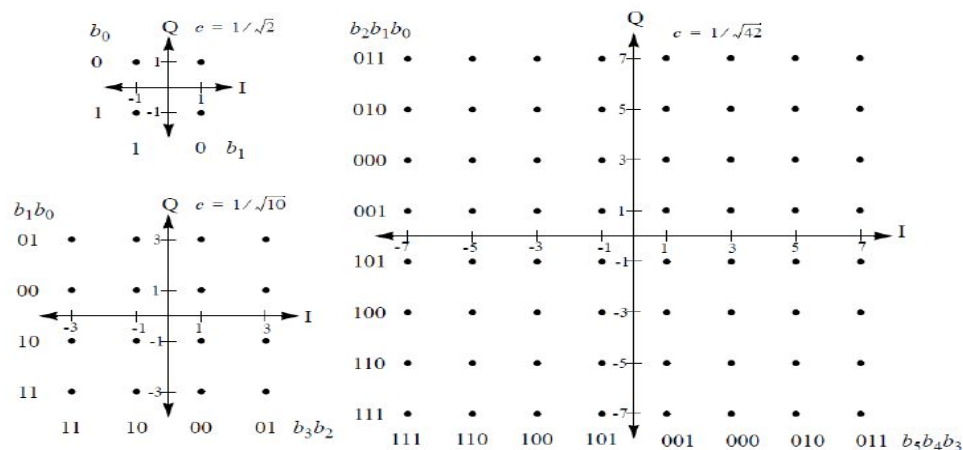 b₀ Q c = 1/√2
0 1
I
-1 1
1 -1
1 0 b₁
b₁b₀ Q c = 1/√10
01 3
00 1
I
-3 -1 1 3
10 -1
11 -3
11 10 00 01 b₃b₂
b₂b₁b₀ Q c = 1/√42
011 7
010 5
000 3
001 1
I
-7 -5 -3 -1 1 3 5 7
101 -1
100 -3
110 -5
111 -7
111 110 100 101 001 000 010 011 b₅b₄b₃